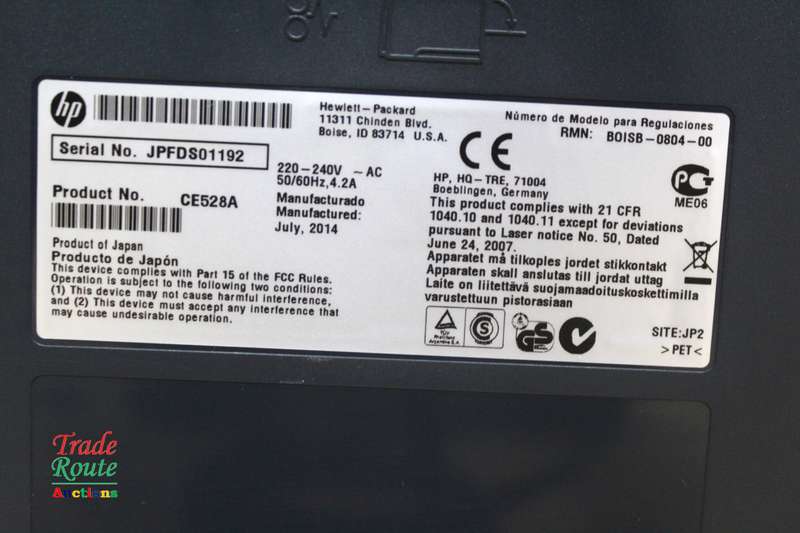 hp
Hewlett-Packard
11311 Chinden Blvd.
Boise, ID 83714 U.S.A.
Número de Modelo para Regulaciones
RMN: BOISB-0804-00
Serial No. JPFDS01192
220-240V ~ AC
50/60Hz,4.2A
Product No. CE528A
Manufacturado
Manufactured:
July, 2014
CE
HP, HQ-TRE, 71004
Boeblingen, Germany
This product complies with 21 CFR
1040.10 and 1040.11 except for deviations
pursuant to Laser notice No. 50, Dated
June 24, 2007.
Apparatet må tilkoples jordet stikkontakt
Apparaten skall anslutas till jordat uttag
Laite on liitettävä suojamaadoituskoskettimilla
varustettuun pistorasiaan
PG
ME06
Product of Japan
Producto de Japón
This device complies with Part 15 of the FCC Rules.
Operation is subject to the following two conditions:
(1) This device may not cause harmful interference,
and (2) This device must accept any interference that
may cause undesirable operation.
TÜV
Rheinland
Argentina S.A.
S
GS
SITE:JP2
>PET<
Trade
Route
Auctions